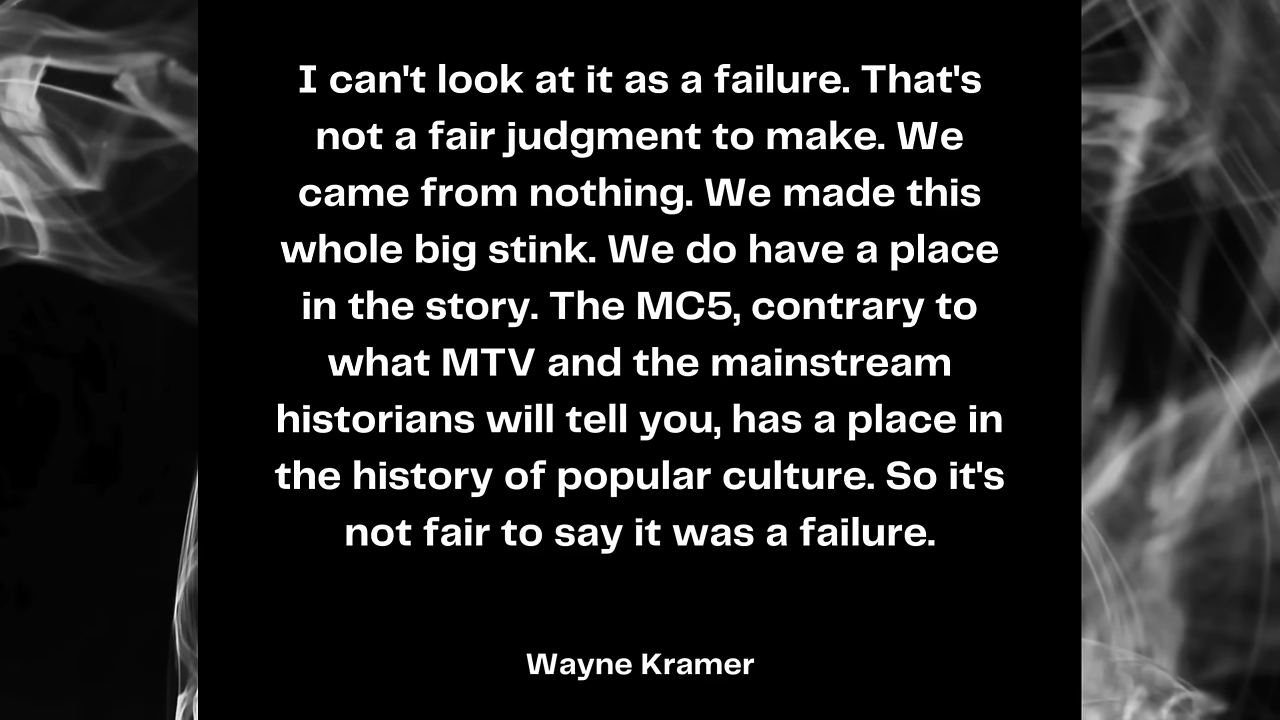 I can't look at it as a failure. That's
not a fair judgment to make. We
came from nothing. We made this
whole big stink. We do have a place
in the story. The MC5, contrary to
what MTV and the mainstream
historians will tell you, has a place in
the history of popular culture. So it's
not fair to say it was a failure.
Wayne Kramer